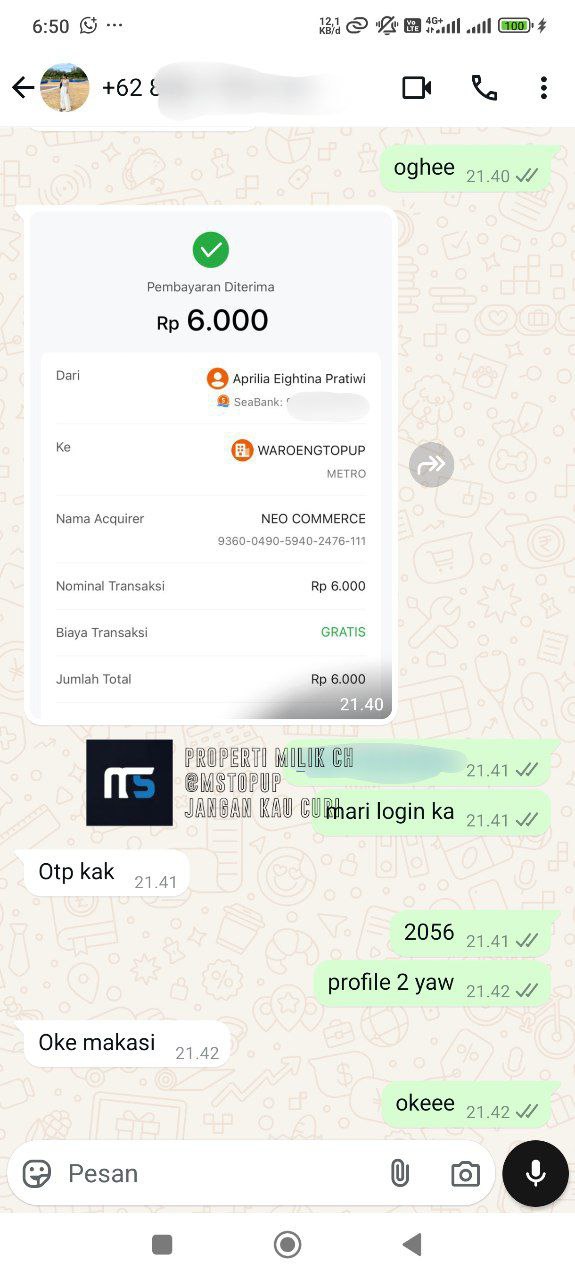 6:50
12,1
KB/d
Vo
LTE
4G+
100
+62 8
oghee
21.40
Pembayaran Diterima
Rp 6.000
Dari
Aprilia Eightina Pratiwi
SeaBank:
Ke
WAROENGTOPUP
METRO
Nama Acquirer
NEO COMMERCE
9360-0490-5940-2476-111
Nominal Transaksi
Rp 6.000
Biaya Transaksi
GRATIS
Jumlah Total
Rp 6.000
21.40
ms
PROPERTI MILIK CH
@MSTOPUP
JANGAN KAU CURI
21.41
mari login ka
21.41
Otp kak
21.41
2056
21.41
profile 2 yaw
21.42
Oke makasi
21.42
okeee
21.42
Pesan